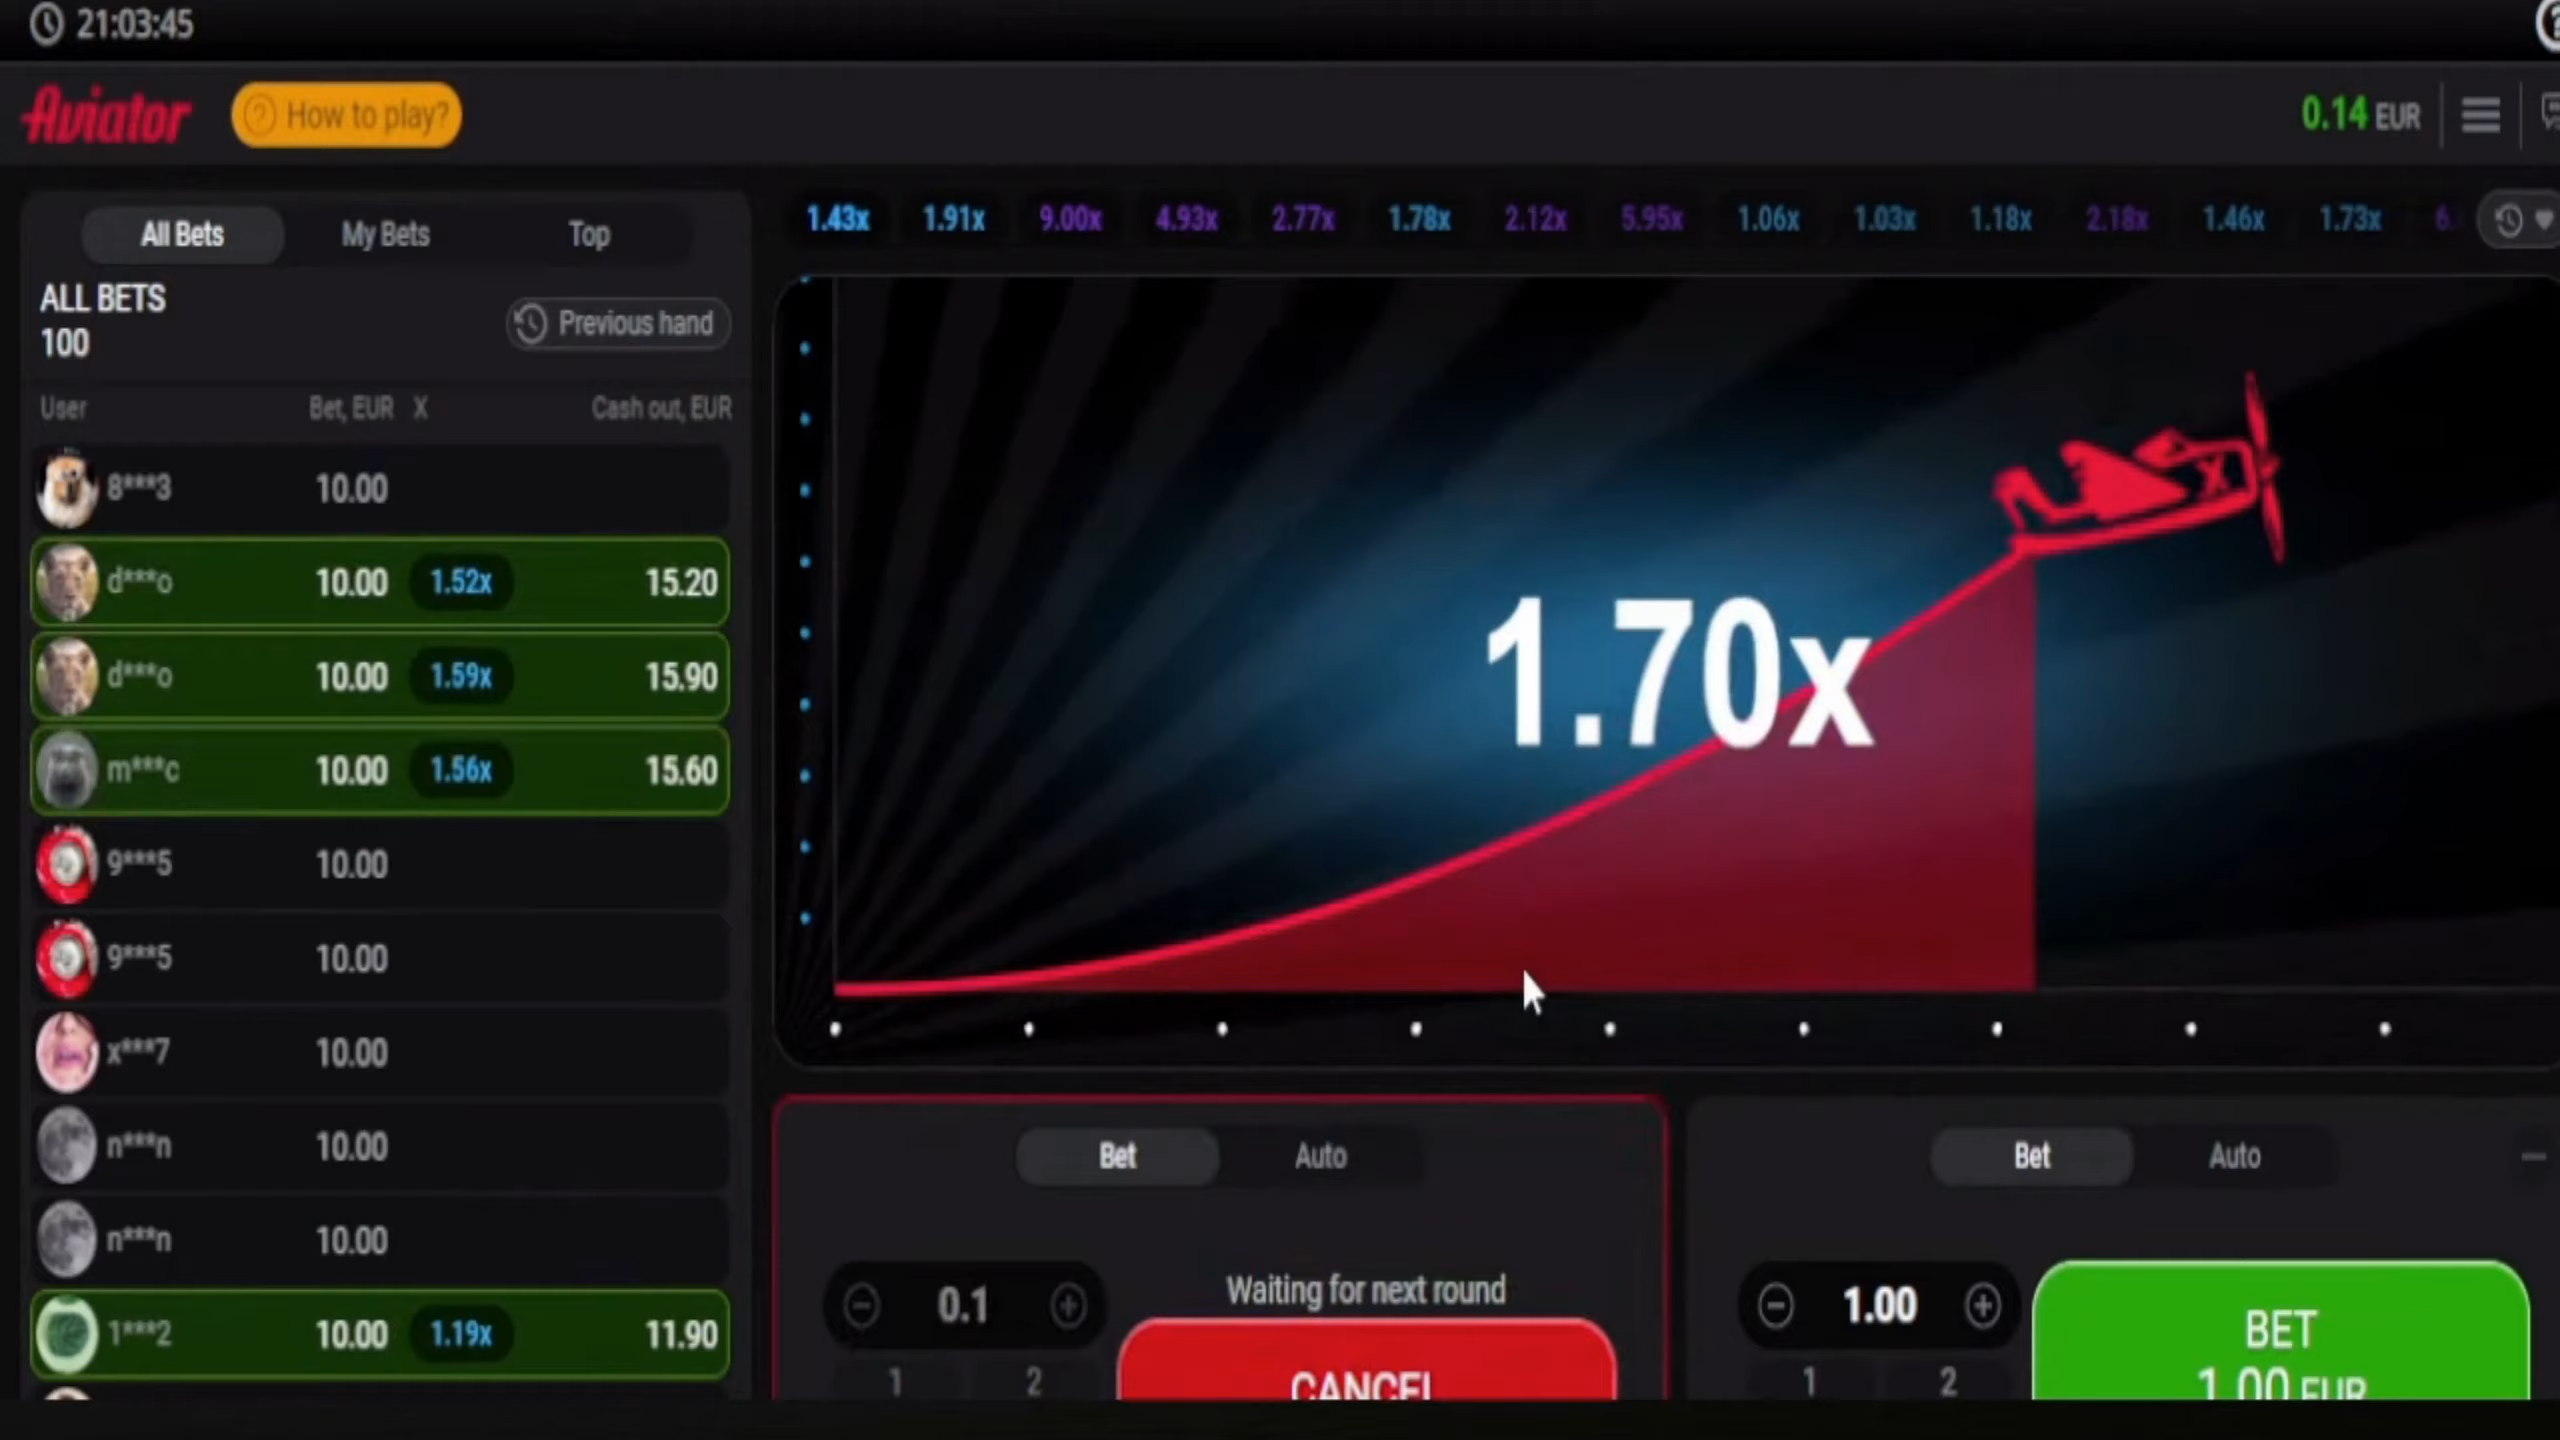 21:03:45
Aviator
How to play?
0.14 EUR
All Bets My Bets Top
1.43x 1.91x 9.00x 4.93x 2.77x 1.78x 2.12x 5.95x 1.06x 1.03x 1.18x 2.18x 1.46x 1.73x 6.
ALL BETS
100
Previous hand
User Bet, EUR X Cash out, EUR
8***3 10.00
d***o 10.00 1.52x 15.20
d***o 10.00 1.59x 15.90
m***c 10.00 1.56x 15.60
9***5 10.00
9***5 10.00
x***7 10.00
n***n 10.00
n***n 10.00
1***2 10.00 1.19x 11.90
1.70x
Bet Auto
0.1
Waiting for next round
1 2
CANCEL
Bet Auto
1.00
1 2
BET
1.00 EUR